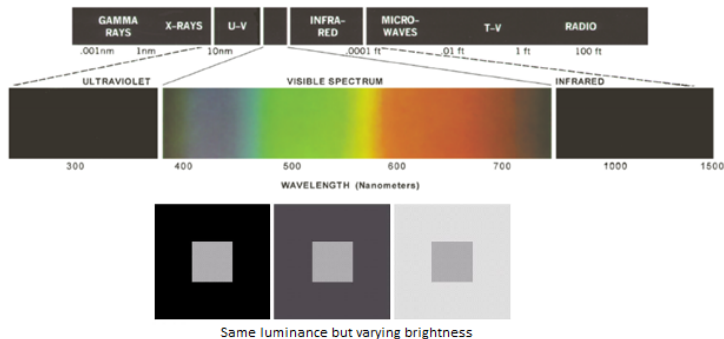 GAMMA RAYS X-RAYS U-V INFRA-RED MICRO-WAVES T-V RADIO
.001nm 1nm 10nm .0001 ft .01 ft 1 ft 100 ft
ULTRAVIOLET VISIBLE SPECTRUM INFRARED
300 400 500 600 700 1000 1500
WAVELENGTH (Nanometers)
Same luminance but varying brightness